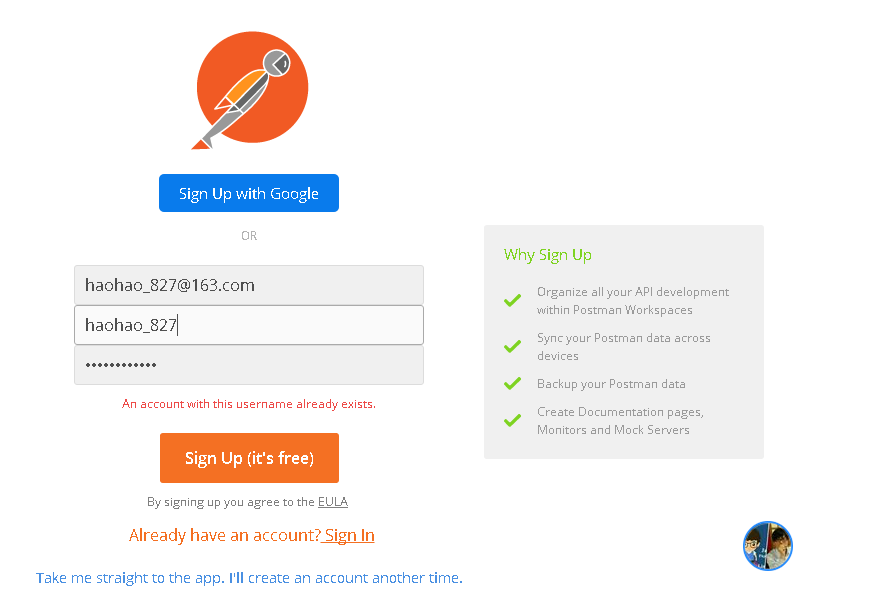 Sign Up with Google
OR
haohao_827@163.com
haohao_827
••••••••••••
An account with this username already exists.
Sign Up (it's free)
By signing up you agree to the EULA
Already have an account? Sign In
Take me straight to the app. I'll create an account another time.
Why Sign Up
Organize all your API development
within Postman Workspaces
Sync your Postman data across
devices
Backup your Postman data
Create Documentation pages,
Monitors and Mock Servers